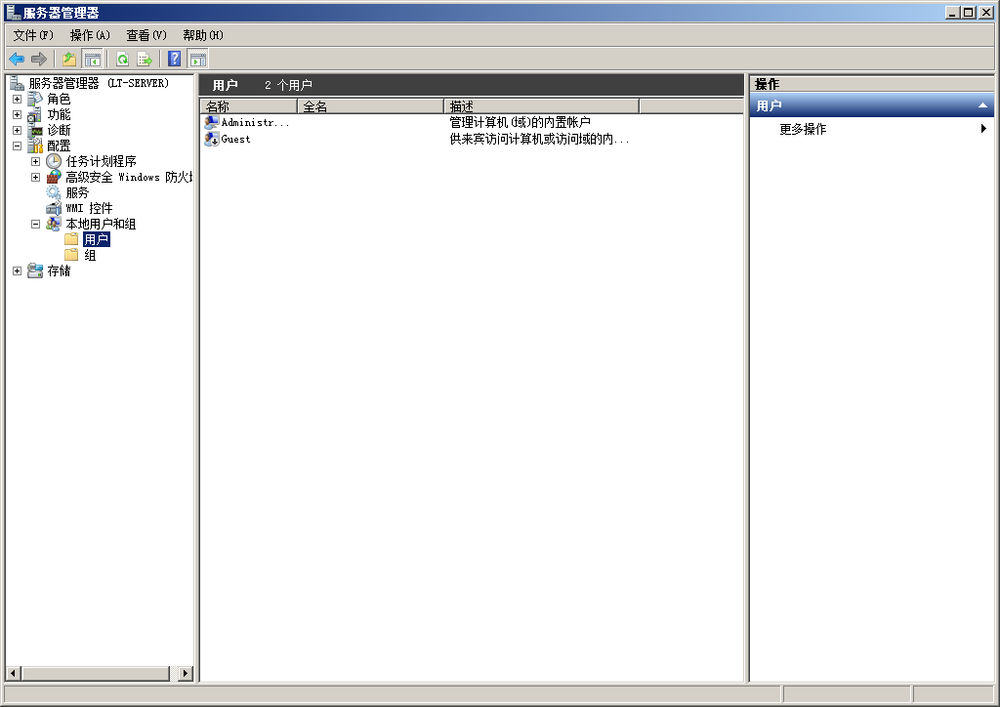 服务器管理器
文件(F) 操作(A) 查看(V) 帮助(H)
服务器管理器 (LT-SERVER)
角色
功能
诊断
配置
任务计划程序
高级安全 Windows 防火
服务
WMI 控件
本地用户和组
用户
组
存储
用户 2 个用户
名称 全名 描述
Administr... 管理计算机(域)的内置帐户
Guest 供来宾访问计算机或访问域的内...
操作
用户
更多操作